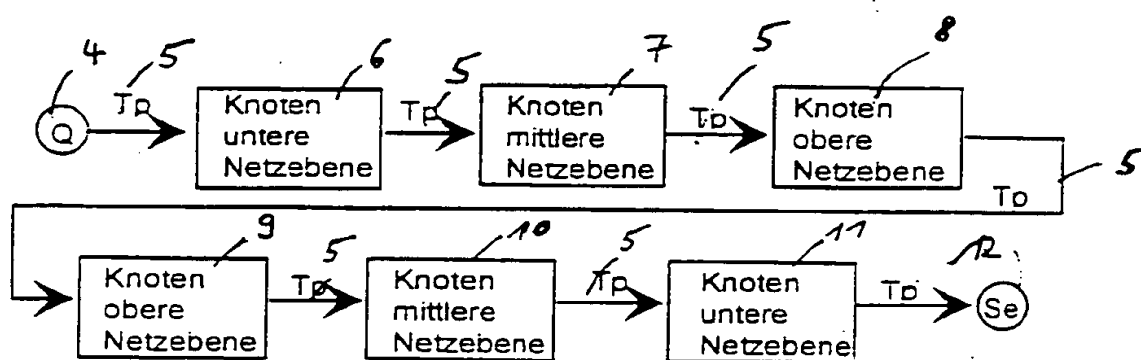 4 5 6 5 7 5 8
Q Tp Knoten untere Netzebene Tp Knoten mittlere Netzebene Tp Knoten obere Netzebene
5
Tp
9 5 10 5 11 12
Knoten obere Netzebene Tp Knoten mittlere Netzebene Tp Knoten untere Netzebene Tp Se